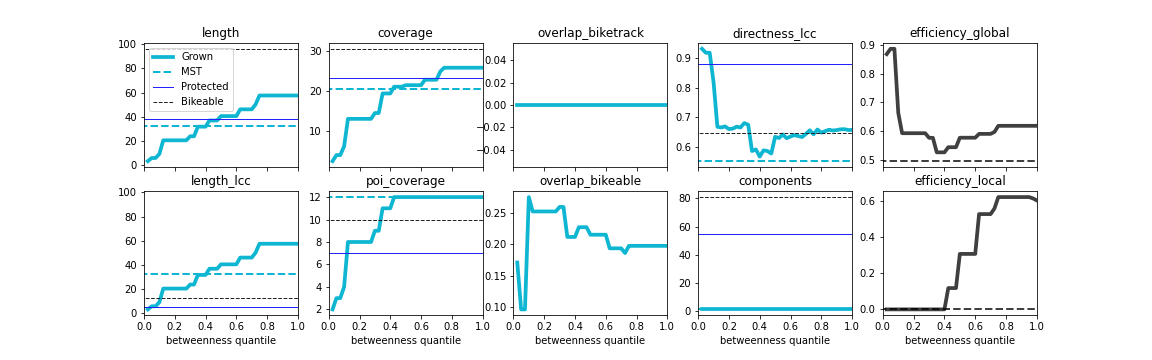 length
coverage
overlap_biketrack
directness_lcc
efficiency_global
100
80
60
40
20
0
Grown
MST
Protected
Bikeable
30
20
10
0.04
0.02
0.00
−0.02
−0.04
0.9
0.8
0.7
0.6
0.9
0.8
0.7
0.6
0.5
length_lcc
poi_coverage
overlap_bikeable
components
efficiency_local
100
80
60
40
20
0
12
10
8
6
4
2
0.25
0.20
0.15
0.10
80
60
40
20
0
0.6
0.4
0.2
0.0
0.0 0.2 0.4 0.6 0.8 1.0
0.2 0.4 0.6 0.8 1.0
0.2 0.4 0.6 0.8 1.0
0.0 0.2 0.4 0.6 0.8 1.0
0.0 0.2 0.4 0.6 0.8 1.0
betweenness quantile
betweenness quantile
betweenness quantile
betweenness quantile
betweenness quantile